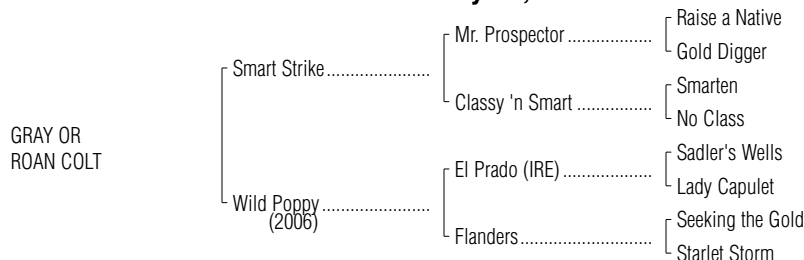 Raise a Native
Mr. Prospector
Gold Digger
Smart Strike
Smarten
Classy 'n Smart
No Class
GRAY OR
ROAN COLT
Sadler's Wells
El Prado (IRE)
Lady Capulet
Wild Poppy
(2006)
Seeking the Gold
Flanders
Starlet Storm